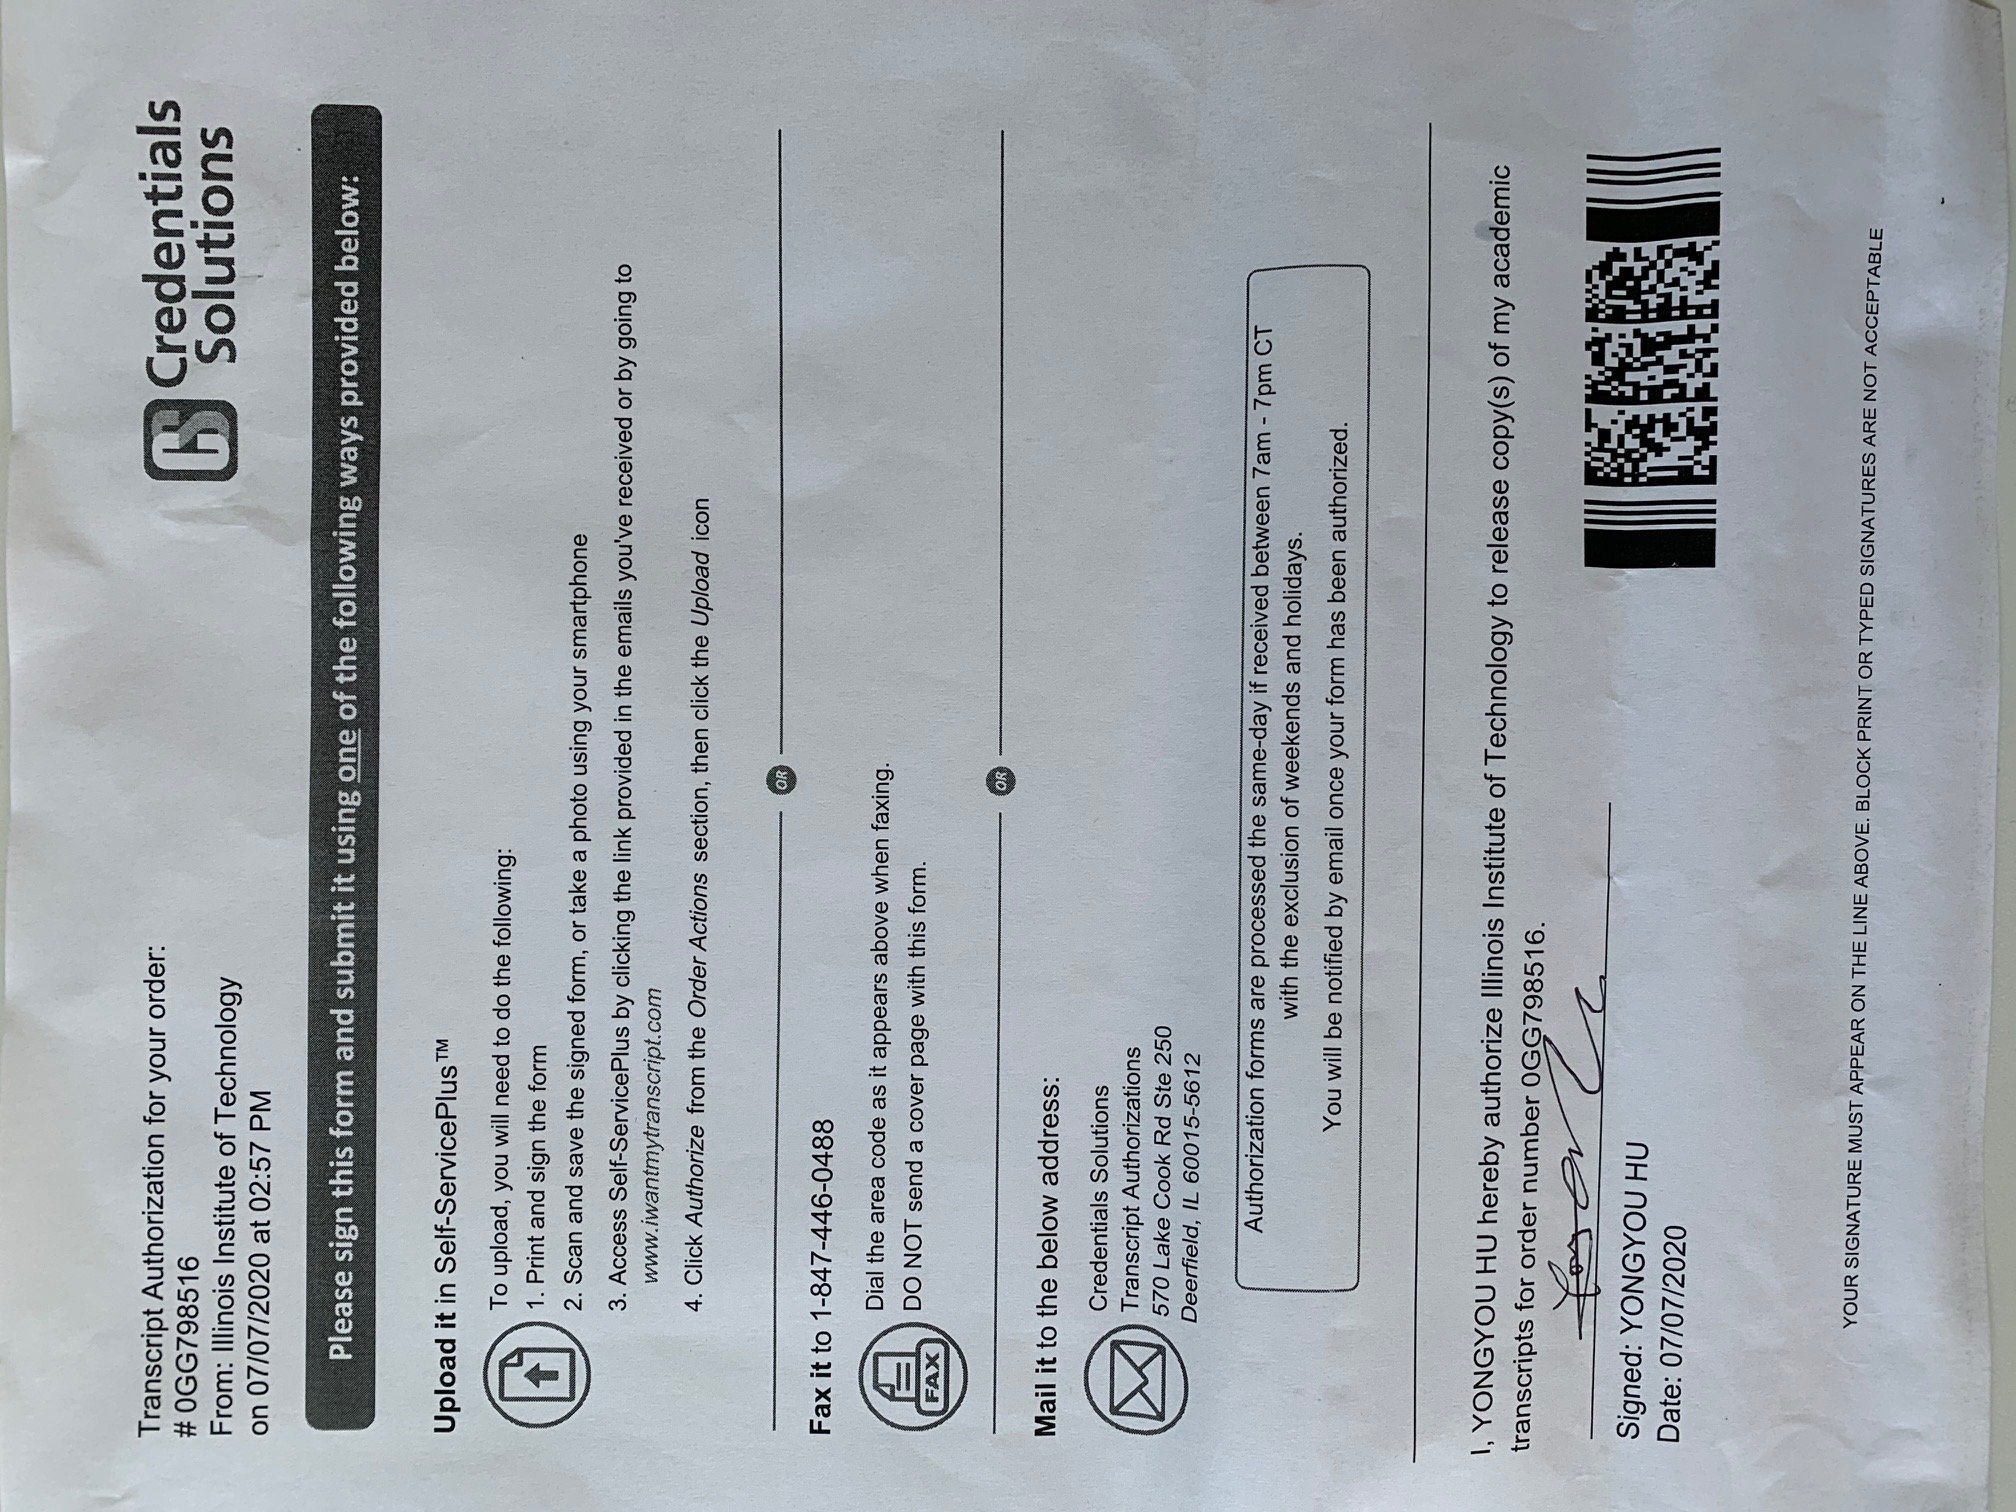 Transcript Authorization for your order:
# 0GG798516
From: Illinois Institute of Technology
on 07/07/2020 at 02:57 PM
Credentials
Solutions
Please sign this form and submit it using one of the following ways provided below:
Upload it in Self-ServicePlus™
To upload, you will need to do the following:
1. Print and sign the form
2. Scan and save the signed form, or take a photo using your smartphone
3. Access Self-ServicePlus by clicking the link provided in the emails you've received or by going to
www.iwantmytranscript.com
4. Click Authorize from the Order Actions section, then click the Upload icon
OR
Fax it to 1-847-446-0488
Dial the area code as it appears above when faxing.
DO NOT send a cover page with this form.
FAX
OR
Mail it to the below address:
Credentials Solutions
Transcript Authorizations
570 Lake Cook Rd Ste 250
Deerfield, IL 60015-5612
Authorization forms are processed the same-day if received between 7am - 7pm CT
with the exclusion of weekends and holidays.
You will be notified by email once your form has been authorized.
I, YONGYOU HU hereby authorize Illinois Institute of Technology to release copy(s) of my academic
transcripts for order number 0GG798516.
Signed: YONGYOU HU
Date: 07/07/2020
YOUR SIGNATURE MUST APPEAR ON THE LINE ABOVE. BLOCK PRINT OR TYPED SIGNATURES ARE NOT ACCEPTABLE